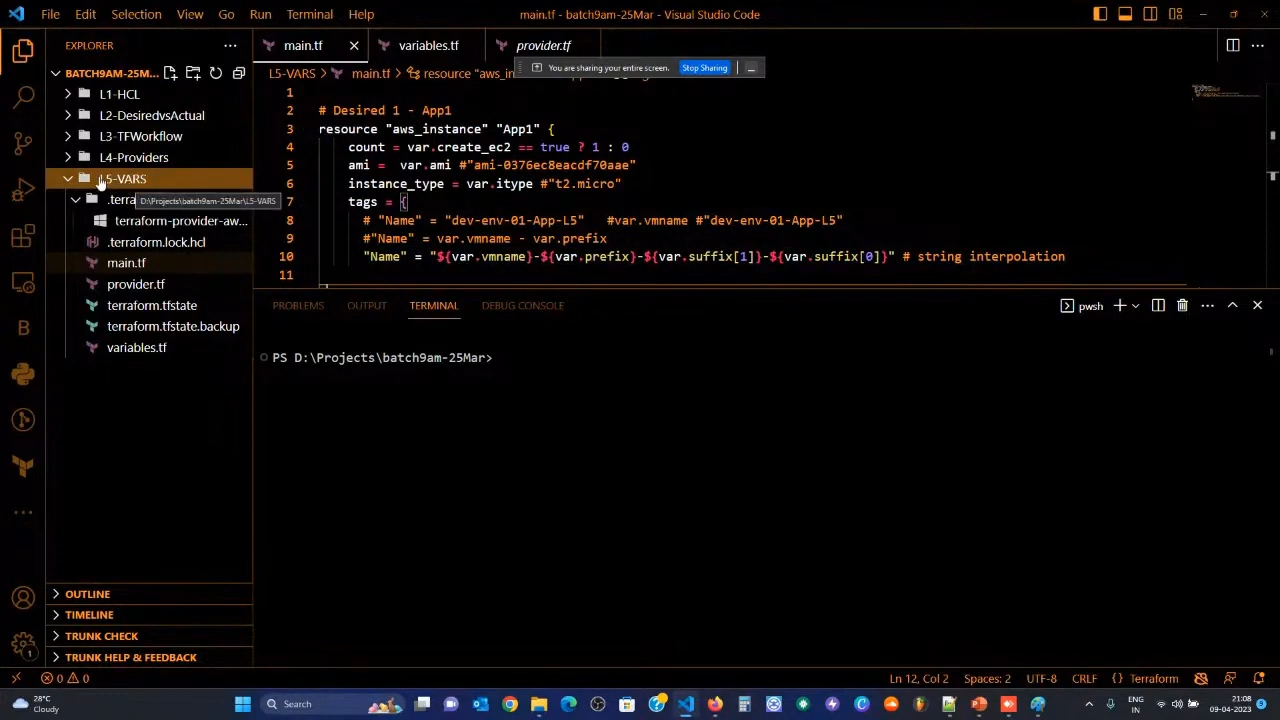 File Edit Selection View Go Run Terminal Help
main.tf - batch9am-25Mar - Visual Studio Code
EXPLORER
BATCH9AM-25M...
L1-HCL
L2-DesiredvsActual
L3-TFWorkflow
L4-Providers
L5-VARS
.terra
D:\Projects\batch9am-25Mar\L5-VARS
terraform-provider-aw...
.terraform.lock.hcl
main.tf
provider.tf
terraform.tfstate
terraform.tfstate.backup
variables.tf
OUTLINE
TIMELINE
TRUNK CHECK
TRUNK HELP & FEEDBACK
main.tf variables.tf provider.tf
You are sharing your entire screen. Stop Sharing
L5-VARS > main.tf > resource "aws_in
1
2 # Desired 1 - App1
3 resource "aws_instance" "App1" {
4 count = var.create_ec2 == true ? 1 : 0
5 ami = var.ami #"ami-0376ec8eacdf70aae"
6 instance_type = var.itype #"t2.micro"
7 tags = {
8 # "Name" = "dev-env-01-App-L5" #var.vmname #"dev-env-01-App-L5")
9 #"Name" = var.vmname - var.prefix
10 "Name" = "${var.vmname}-${var.prefix}-${var.suffix[1]}-${var.suffix[0]}" # string interpolation
11
PROBLEMS OUTPUT TERMINAL DEBUG CONSOLE
pwsh
PS D:\Projects\batch9am-25Mar>
1
0 0
Ln 12, Col 2 Spaces: 2 UTF-8 CRLF {} Terraform
28°C
Cloudy
Search
ENG
IN
21:08
09-04-2023